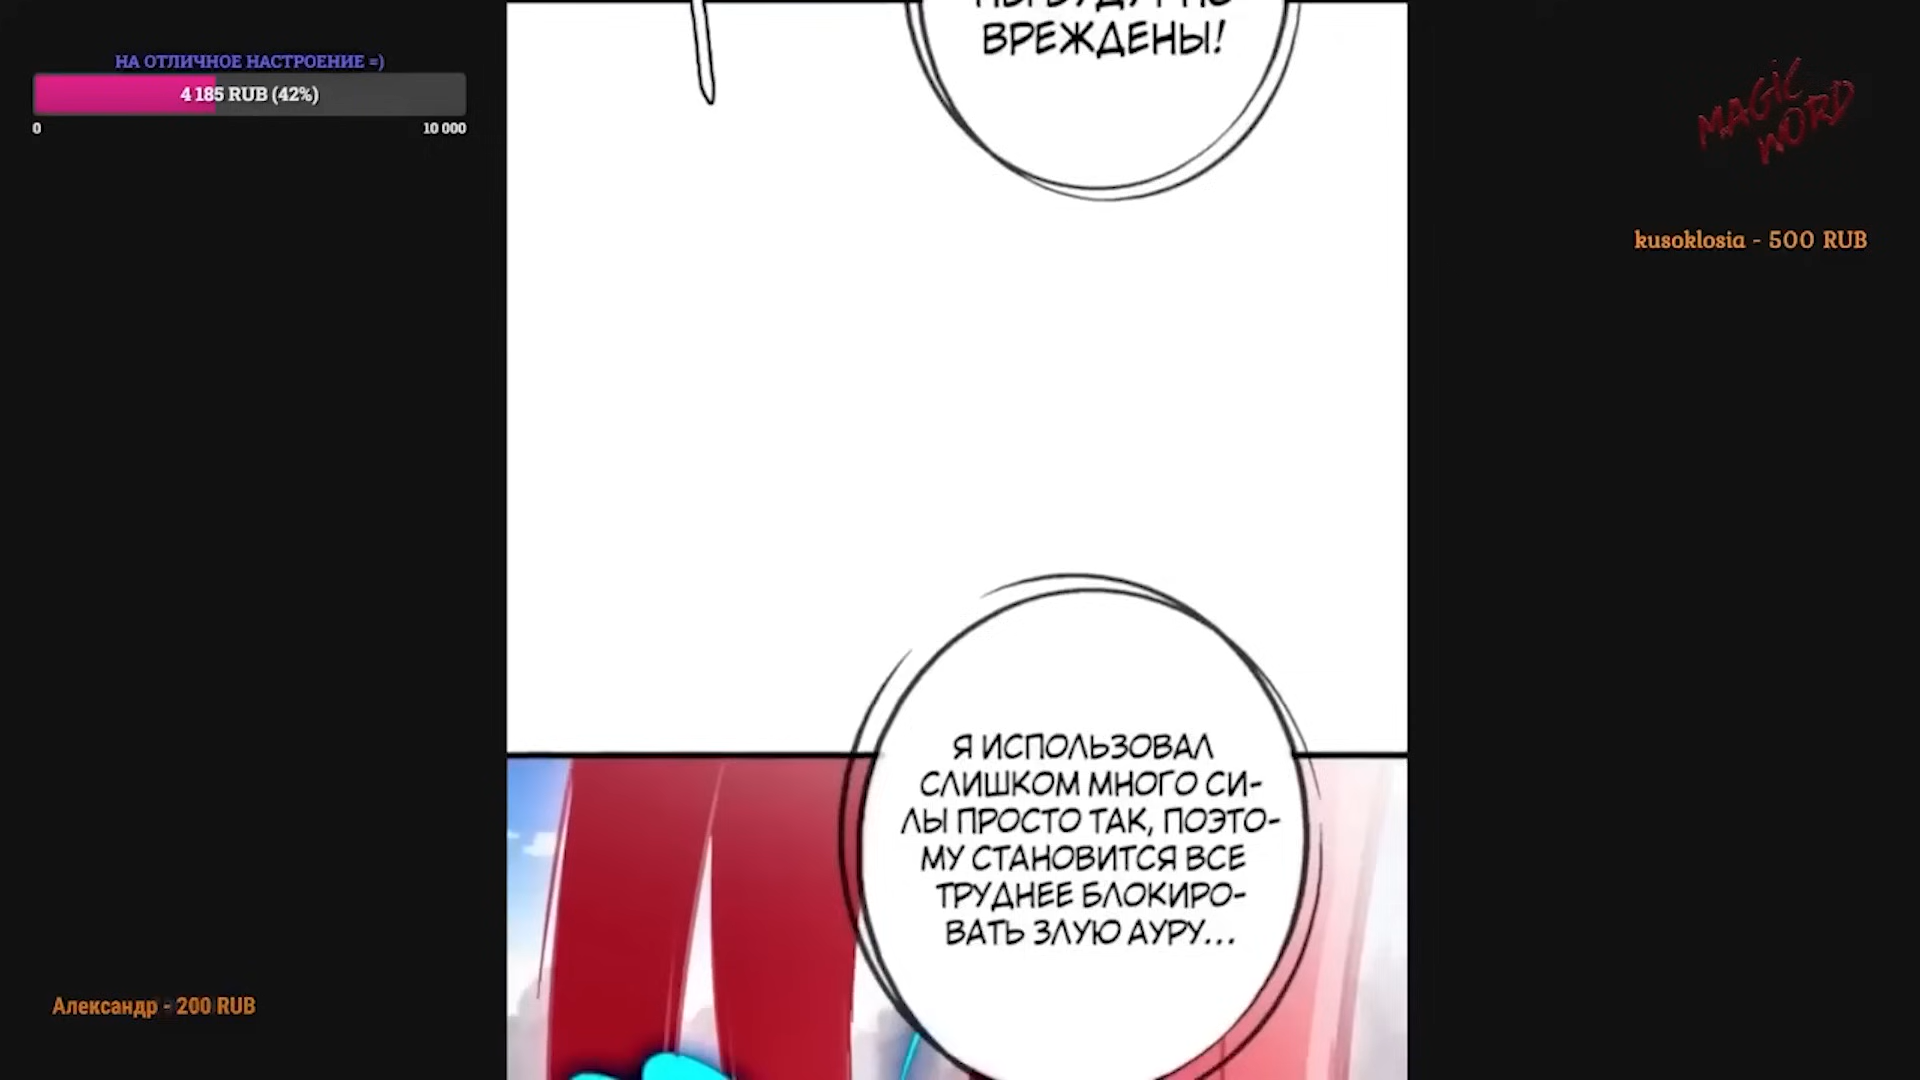 НА ОТЛИЧНОЕ НАСТРОЕНИЕ =)
4 185 RUB (42%)
0
10 000
ВРЕЖДЕНЫ!
MAGIC
WORD
kusoklosia - 500 RUB
Я ИСПОЛЬЗОВАЛ
СЛИШКОМ МНОГО СИ-
ЛЫ ПРОСТО ТАК, ПОЭТО-
МУ СТАНОВИТСЯ ВСЕ
ТРУДНЕЕ БЛОКИРО-
ВАТЬ ЗЛУЮ АУРУ...
Александр - 200 RUB